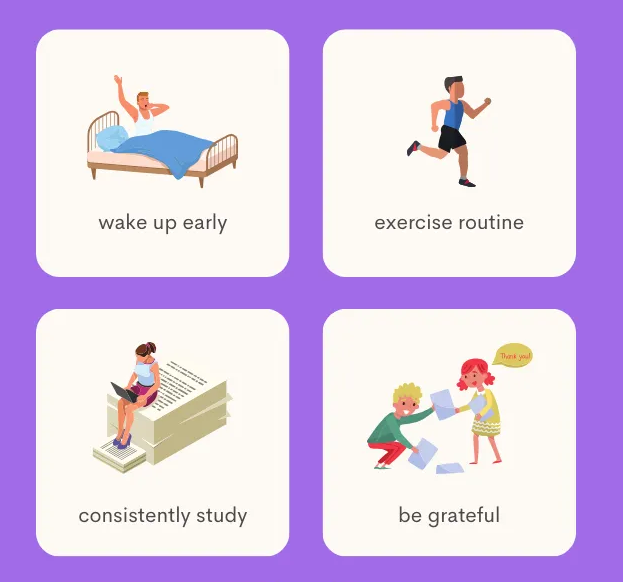 wake up early
exercise routine
Thank you!
consistently study
be grateful